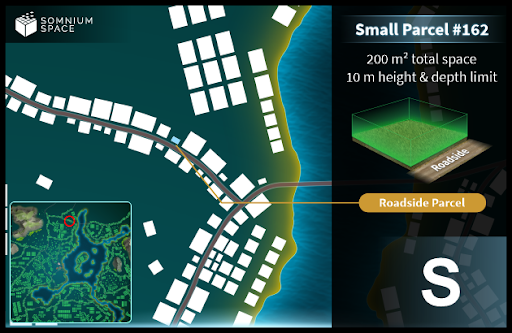 SOMNIUM
SPACE
Small Parcel #162
200 m² total space
10 m height & depth limit
Roadside
Roadside Parcel
S